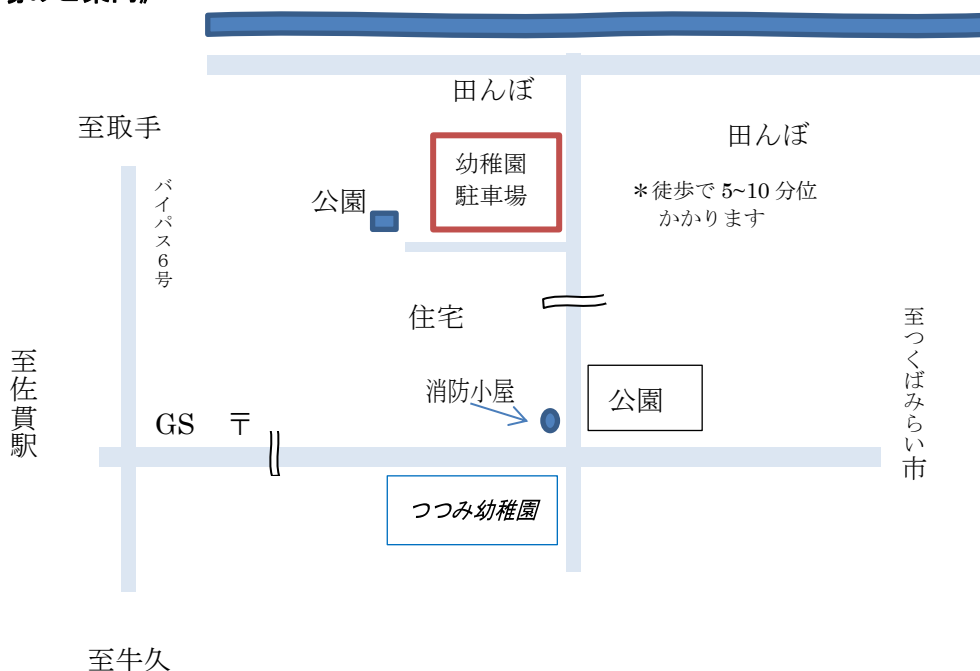 田んぼ
至取手
田んぼ
幼稚園
駐車場
公園
＊徒歩で 5~10 分位
かかります
バイパス６号
住宅
至つくばみらい市
至佐貫駅
消防小屋
公園
GS 〒
つつみ幼稚園
至牛久